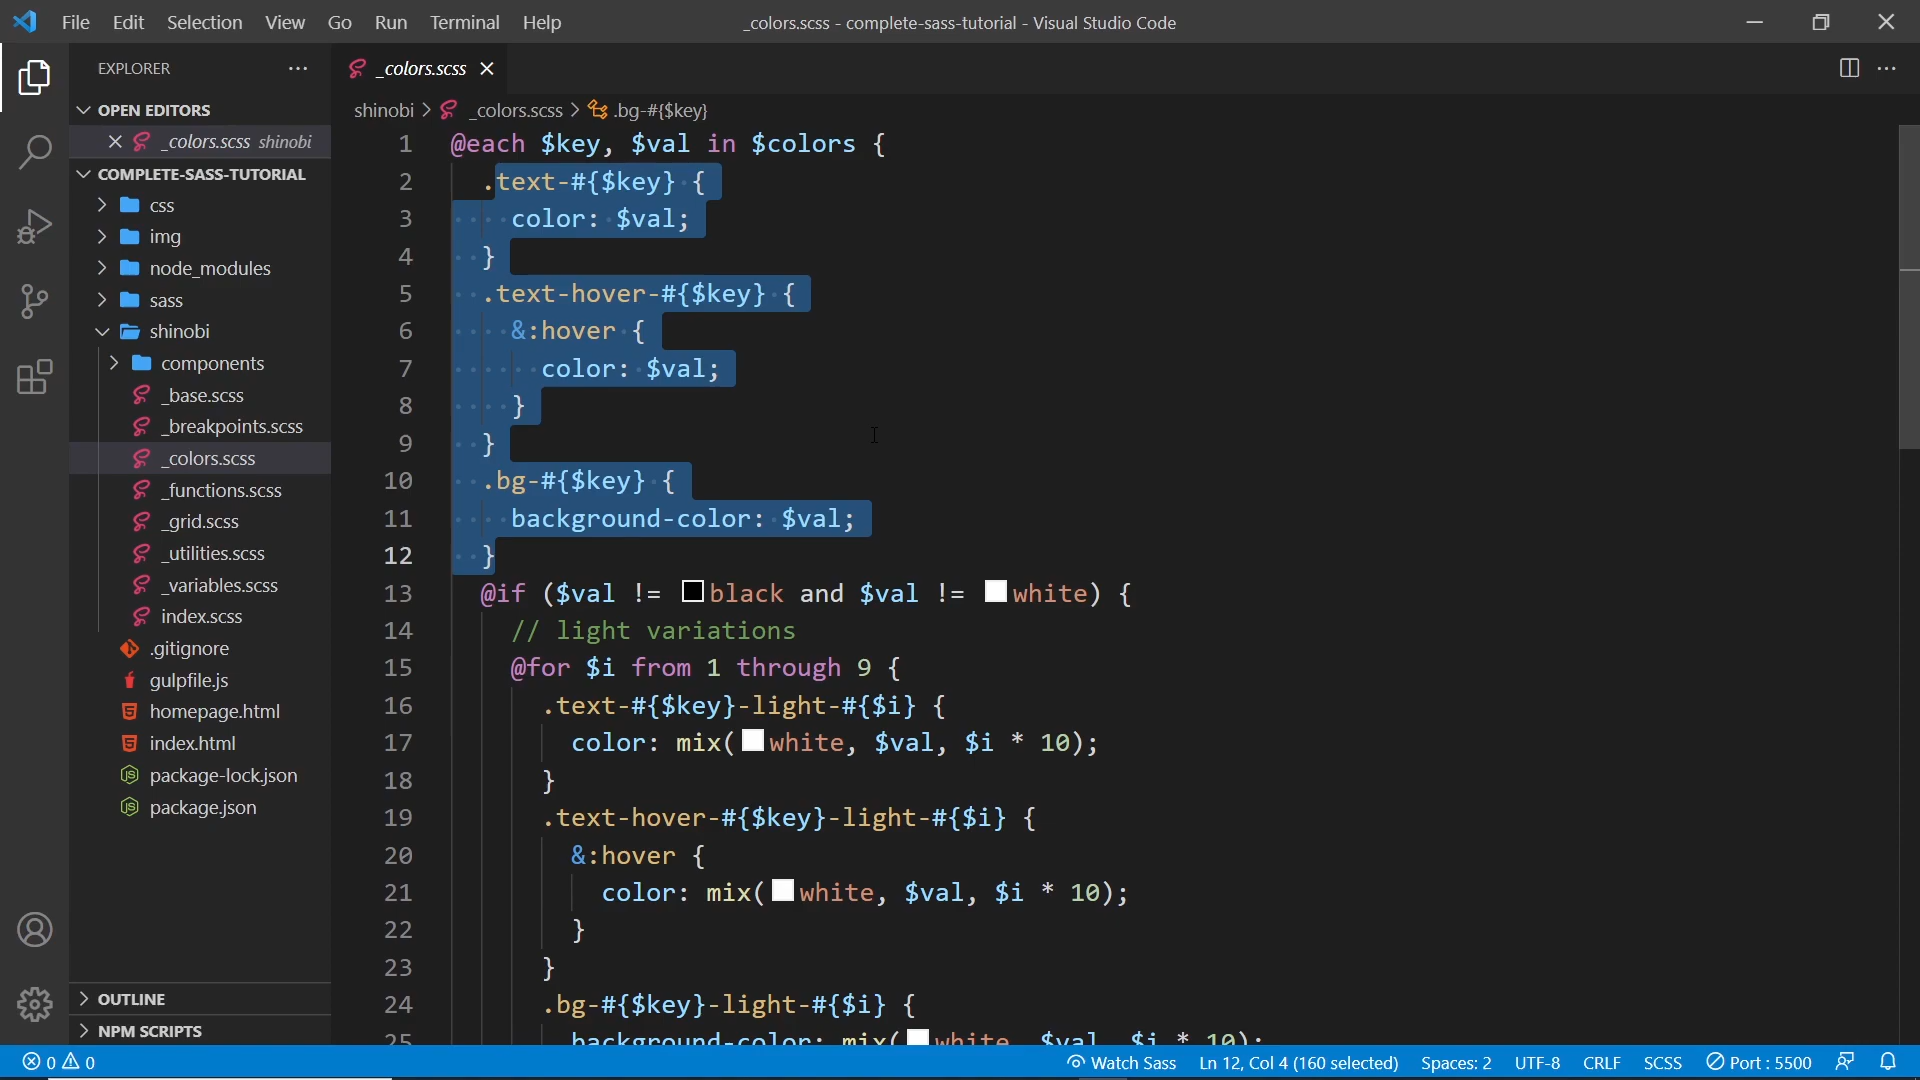 File Edit Selection View Go Run Terminal Help
_colors.scss - complete-sass-tutorial - Visual Studio Code
EXPLORER
OPEN EDITORS
_colors.scss shinobi
COMPLETE-SASS-TUTORIAL
css
img
node_modules
sass
shinobi
components
_base.scss
_breakpoints.scss
_colors.scss
_functions.scss
_grid.scss
_utilities.scss
_variables.scss
index.scss
.gitignore
gulpfile.js
homepage.html
index.html
package-lock.json
package.json
OUTLINE
NPM SCRIPTS
_colors.scss
shinobi > _colors.scss > .bg-#{$key}
1 @each $key, $val in $colors {
2 .text-#{$key} {
3 color: $val;
4 }
5 .text-hover-#{$key} {
6 &:hover {
7 color: $val;
8 }
9 }
10 .bg-#{$key} {
11 background-color: $val;
12 }
13 @if ($val != black and $val != white) {
14 // light variations
15 @for $i from 1 through 9 {
16 .text-#{$key}-light-#{$i} {
17 color: mix(white, $val, $i * 10);
18 }
19 .text-hover-#{$key}-light-#{$i} {
20 &:hover {
21 color: mix(white, $val, $i * 10);
22 }
23 }
24 .bg-#{$key}-light-#{$i} {
25 background-color: mix(white, $val, $i * 10);
0 0
Watch Sass Ln 12, Col 4 (160 selected) Spaces: 2 UTF-8 CRLF SCSS Port : 5500